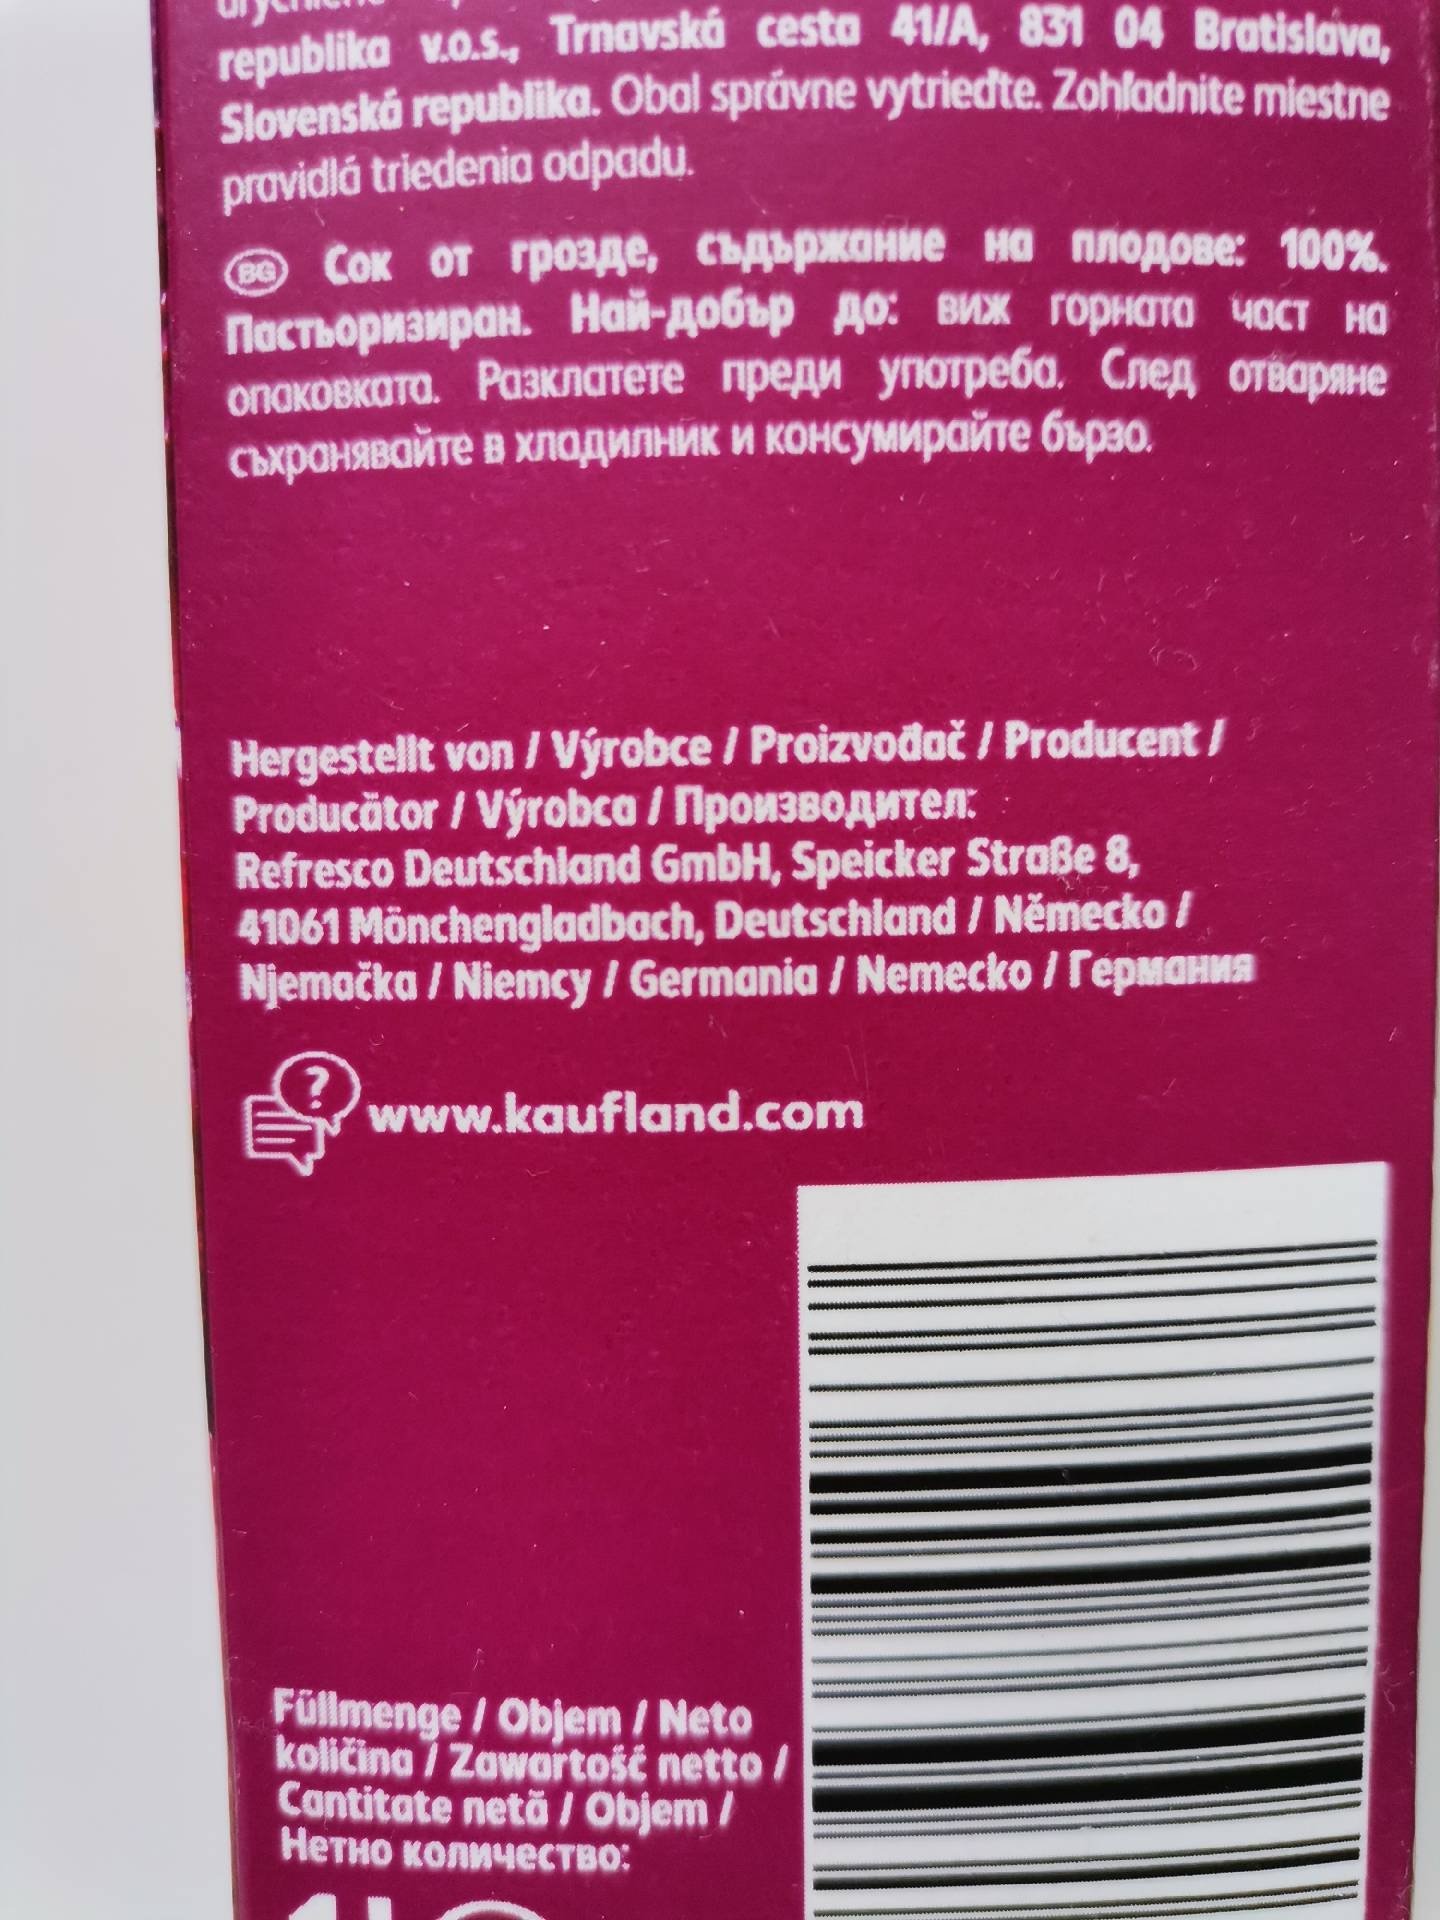 republika v.o.s., Trnavská cesta 41/A, 831 04 Bratislava,
Slovenská republika. Obal správne vytrieďte. Zohľadnite miestne
pravidlá triedenia odpadu.
BG Сок от грозде, съдържание на плодове: 100%.
Пастьоризиран. Най-добър до: виж горната част на
опаковката. Разклатете преди употреба. След отваряне
съхранявайте в хладилник и консумирайте бързо.
Hergestellt von / Výrobce / Proizvođač / Producent /
Producător / Výrobca / Производител:
Refresco Deutschland GmbH, Speicker Straße 8,
41061 Mönchengladbach, Deutschland / Německo /
Njemačka / Niemcy / Germania / Nemecko / Германия
?
www.kaufland.com
Füllmenge / Objem / Neto
količina / Zawartość netto /
Cantitate netă / Objem /
Нетно количество:
1L